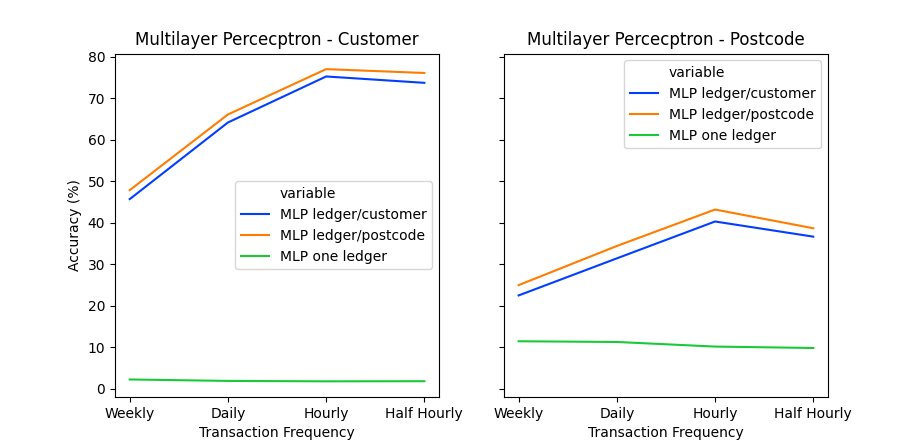 Multilayer Percecptron - Customer
Accuracy (%)
80
70
60
50
40
30
20
10
0
variable
MLP ledger/customer
MLP ledger/postcode
MLP one ledger
Weekly Daily Hourly Half Hourly
Transaction Frequency
Multilayer Percecptron - Postcode
variable
MLP ledger/customer
MLP ledger/postcode
MLP one ledger
Weekly Daily Hourly Half Hourly
Transaction Frequency